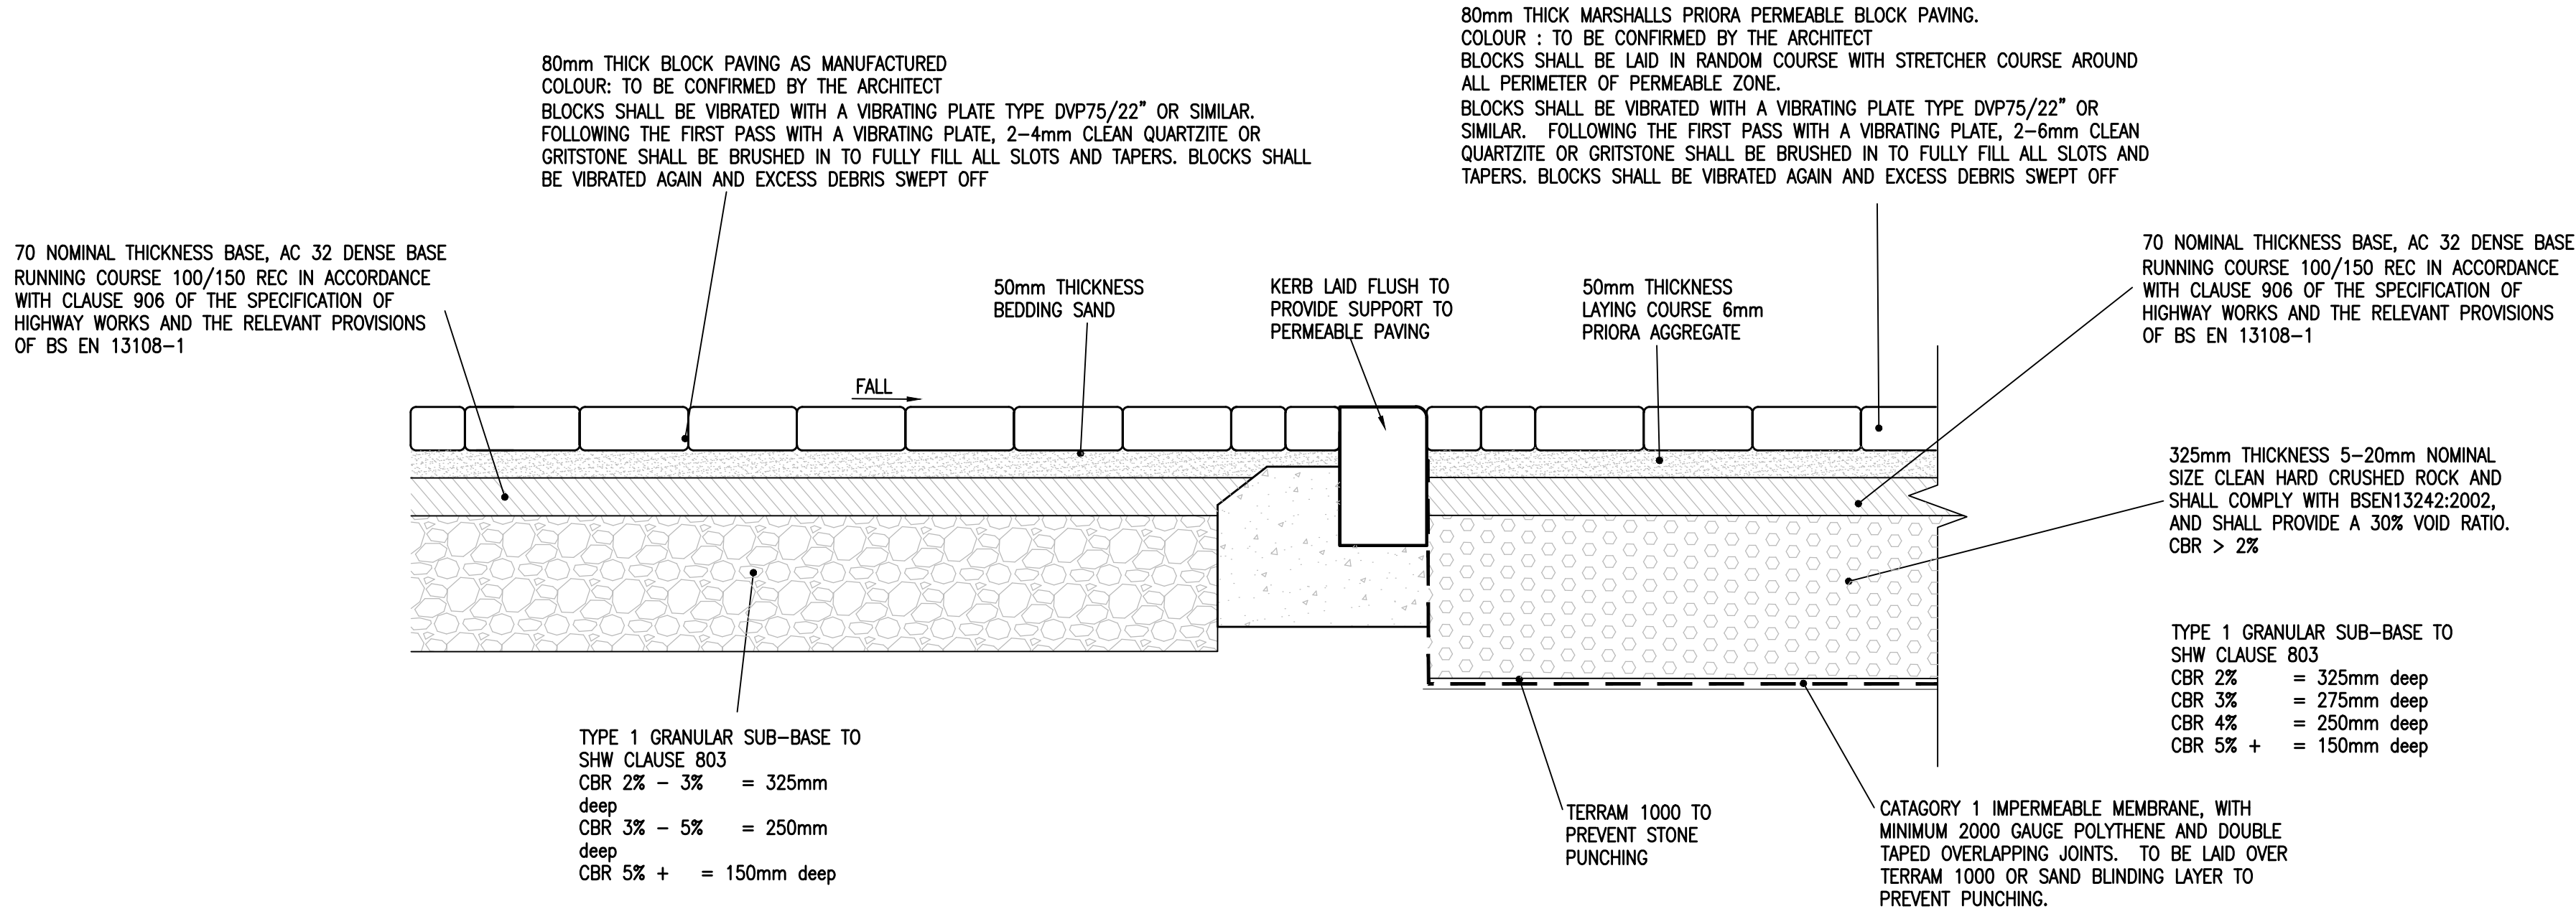 80mm THICK MARSHALLS PRIORA PERMEABLE BLOCK PAVING.
COLOUR : TO BE CONFIRMED BY THE ARCHITECT
BLOCKS SHALL BE LAID IN RANDOM COURSE WITH STRETCHER COURSE AROUND
ALL PERIMETER OF PERMEABLE ZONE.
BLOCKS SHALL BE VIBRATED WITH A VIBRATING PLATE TYPE DVP75/22" OR
SIMILAR. FOLLOWING THE FIRST PASS WITH A VIBRATING PLATE, 2-6mm CLEAN
QUARTZITE OR GRITSTONE SHALL BE BRUSHED IN TO FULLY FILL ALL SLOTS AND
TAPERS. BLOCKS SHALL BE VIBRATED AGAIN AND EXCESS DEBRIS SWEPT OFF
80mm THICK BLOCK PAVING AS MANUFACTURED
COLOUR: TO BE CONFIRMED BY THE ARCHITECT
BLOCKS SHALL BE VIBRATED WITH A VIBRATING PLATE TYPE DVP75/22" OR SIMILAR.
FOLLOWING THE FIRST PASS WITH A VIBRATING PLATE, 2-4mm CLEAN QUARTZITE OR
GRITSTONE SHALL BE BRUSHED IN TO FULLY FILL ALL SLOTS AND TAPERS. BLOCKS SHALL
BE VIBRATED AGAIN AND EXCESS DEBRIS SWEPT OFF
70 NOMINAL THICKNESS BASE, AC 32 DENSE BASE
RUNNING COURSE 100/150 REC IN ACCORDANCE
WITH CLAUSE 906 OF THE SPECIFICATION OF
HIGHWAY WORKS AND THE RELEVANT PROVISIONS
OF BS EN 13108-1
50mm THICKNESS
BEDDING SAND
KERB LAID FLUSH TO
PROVIDE SUPPORT TO
PERMEABLE PAVING
50mm THICKNESS
LAYING COURSE 6mm
PRIORA AGGREGATE
70 NOMINAL THICKNESS BASE, AC 32 DENSE BASE
RUNNING COURSE 100/150 REC IN ACCORDANCE
WITH CLAUSE 906 OF THE SPECIFICATION OF
HIGHWAY WORKS AND THE RELEVANT PROVISIONS
OF BS EN 13108-1
FALL
325mm THICKNESS 5-20mm NOMINAL
SIZE CLEAN HARD CRUSHED ROCK AND
SHALL COMPLY WITH BSEN13242:2002,
AND SHALL PROVIDE A 30% VOID RATIO.
CBR > 2%
TYPE 1 GRANULAR SUB-BASE TO
SHW CLAUSE 803
CBR 2% = 325mm deep
CBR 3% = 275mm deep
CBR 4% = 250mm deep
CBR 5% + = 150mm deep
TYPE 1 GRANULAR SUB-BASE TO
SHW CLAUSE 803
CBR 2% - 3% = 325mm
deep
CBR 3% - 5% = 250mm
deep
CBR 5% + = 150mm deep
TERRAM 1000 TO
PREVENT STONE
PUNCHING
CATAGORY 1 IMPERMEABLE MEMBRANE, WITH
MINIMUM 2000 GAUGE POLYTHENE AND DOUBLE
TAPED OVERLAPPING JOINTS. TO BE LAID OVER
TERRAM 1000 OR SAND BLINDING LAYER TO
PREVENT PUNCHING.